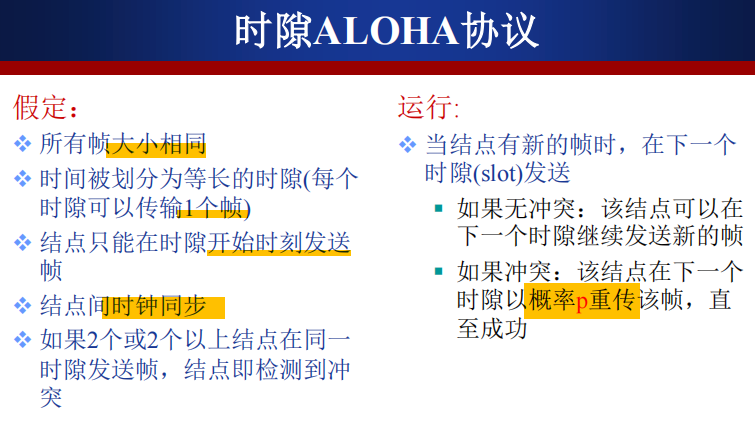 时隙ALOHA协议
假定：
所有帧大小相同
时间被划分为等长的时隙(每个
时隙可以传输1个帧)
结点只能在时隙开始时刻发送
帧
结点间时钟同步
如果2个或2个以上结点在同一
时隙发送帧，结点即检测到冲
突
运行:
当结点有新的帧时，在下一个
时隙(slot)发送
如果无冲突：该结点可以在
下一个时隙继续发送新的帧
如果冲突：该结点在下一个
时隙以概率p重传该帧，直
至成功